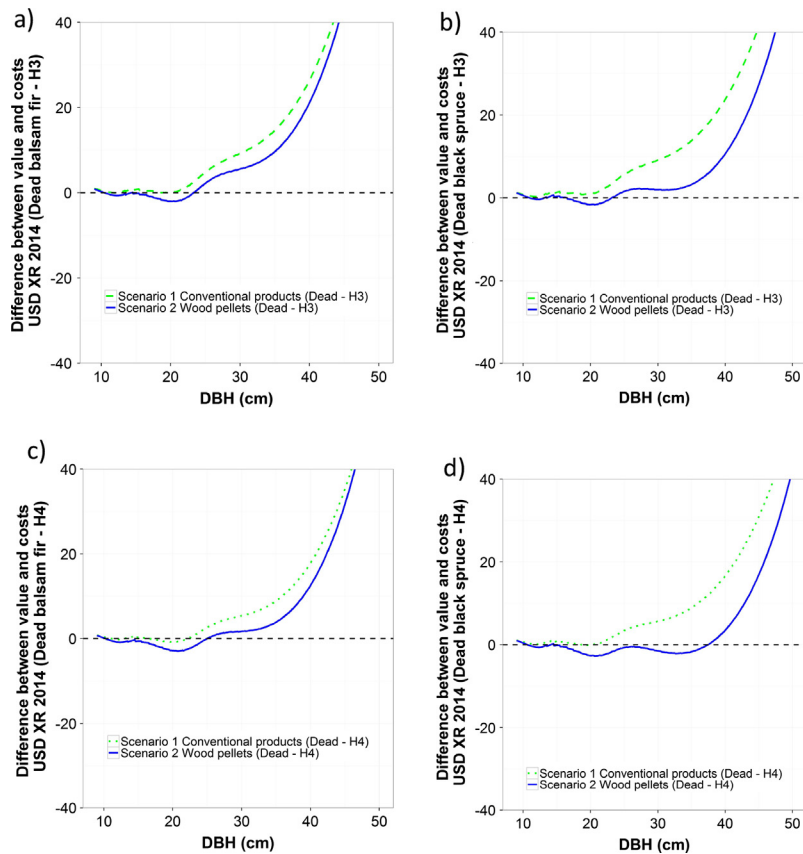 a)
Difference between value and costs
USD XR 2014 (Dead balsam fir - H3)
40
20
0
-20
-40
Scenario 1 Conventional products (Dead - H3)
Scenario 2 Wood pellets (Dead - H3)
10 20 30 40 50
DBH (cm)
b)
Difference between value and costs
USD XR 2014 (Dead black spruce - H3)
40
20
0
-20
-40
Scenario 1 Conventional products (Dead - H3)
Scenario 2 Wood pellets (Dead - H3)
10 20 30 40 50
DBH (cm)
c)
Difference between value and costs
USD XR 2014 (Dead balsam fir - H4)
40
20
0
-20
-40
Scenario 1 Conventional products (Dead - H4)
Scenario 2 Wood pellets (Dead - H4)
10 20 30 40 50
DBH (cm)
d)
Difference between value and costs
USD XR 2014 (Dead black spruce - H4)
40
20
0
-20
-40
Scenario 1 Conventional products (Dead - H4)
Scenario 2 Wood pellets (Dead - H4)
10 20 30 40 50
DBH (cm)